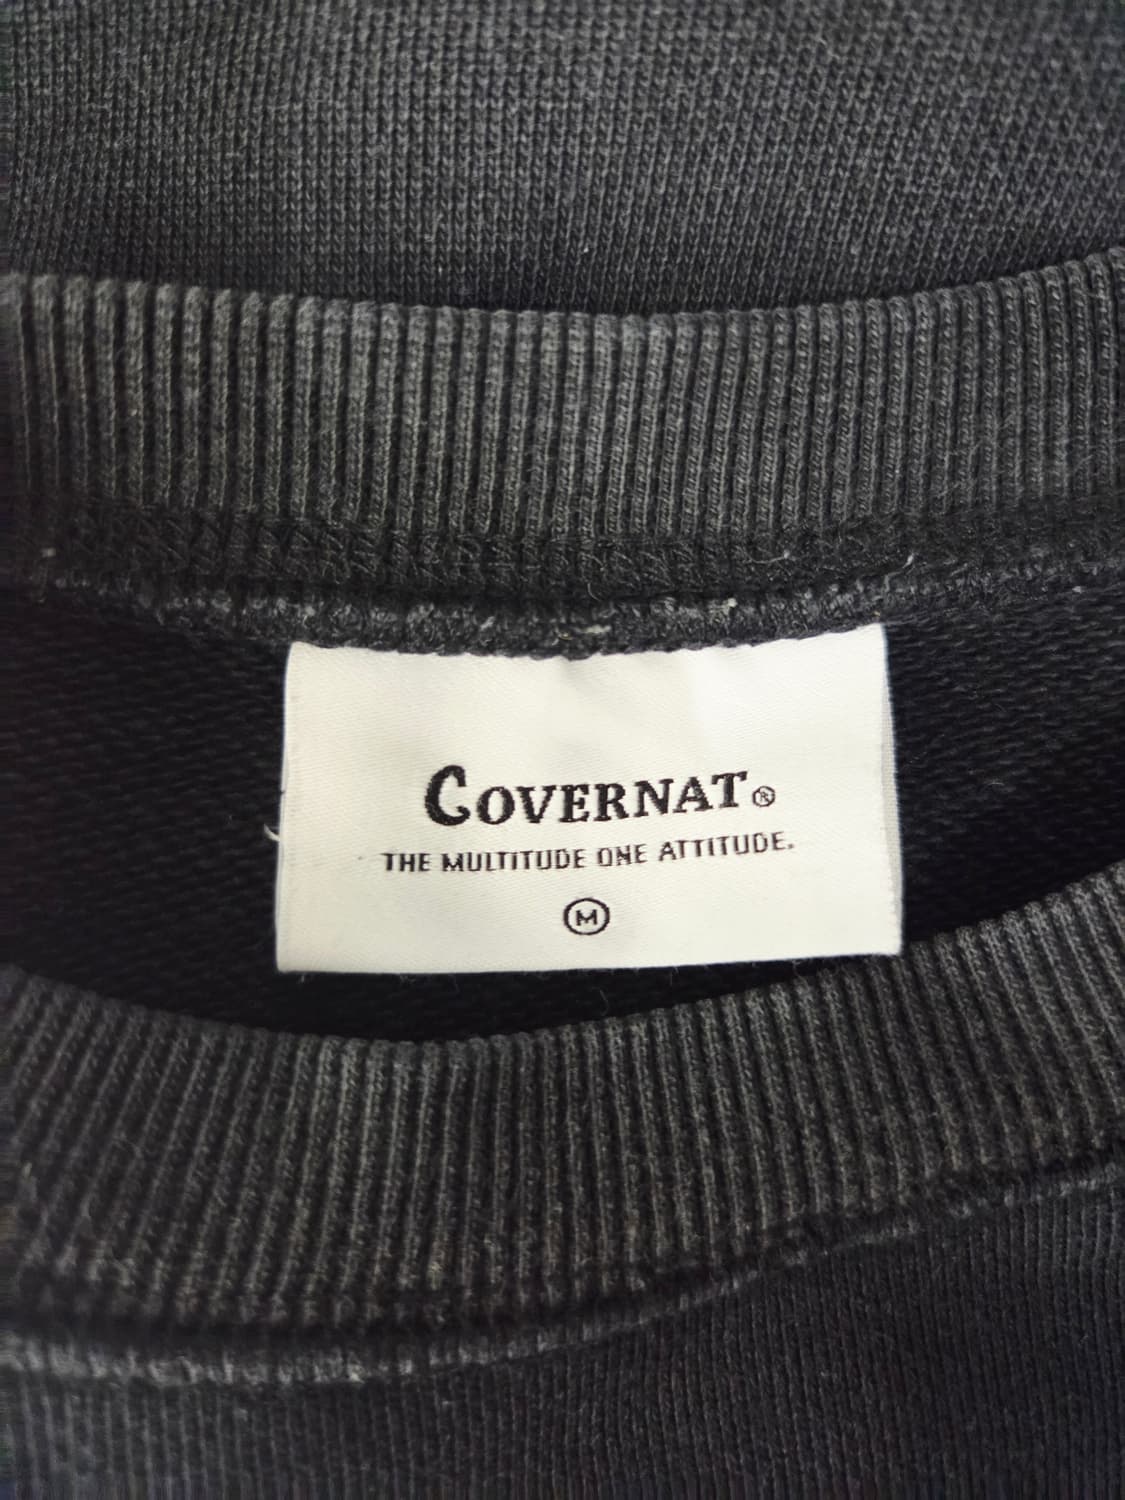 COVERNAT®
THE MULTITUDE ONE ATTITUDE.
M